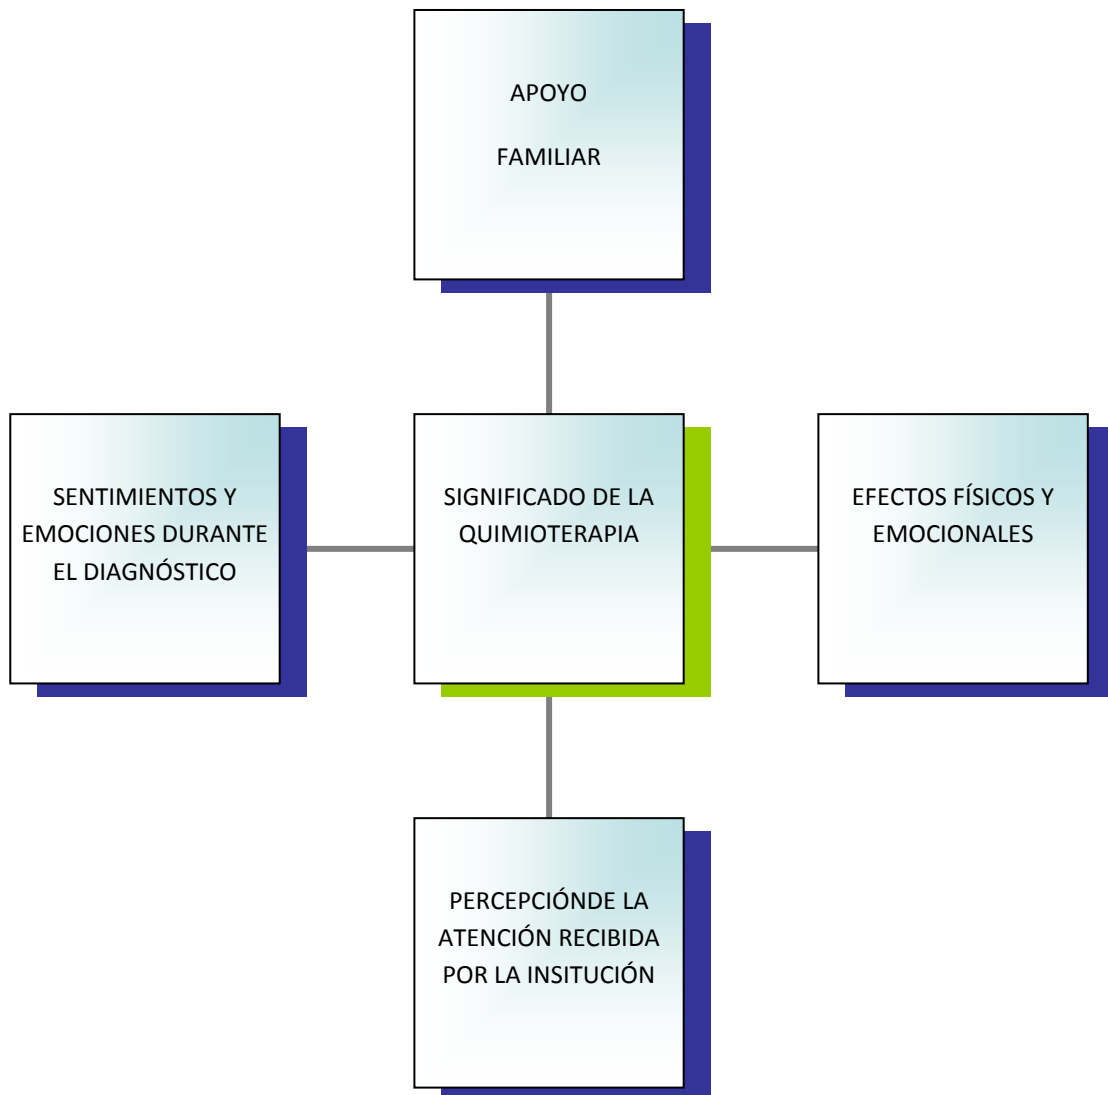 APOYO
FAMILIAR
SENTIMIENTOS Y
EMOCIONES DURANTE
EL DIAGNÓSTICO
SIGNIFICADO DE LA
QUIMIOTERAPIA
EFECTOS FÍSICOS Y
EMOCIONALES
PERCEPCIÓNDE LA
ATENCIÓN RECIBIDA
POR LA INSITUCIÓN